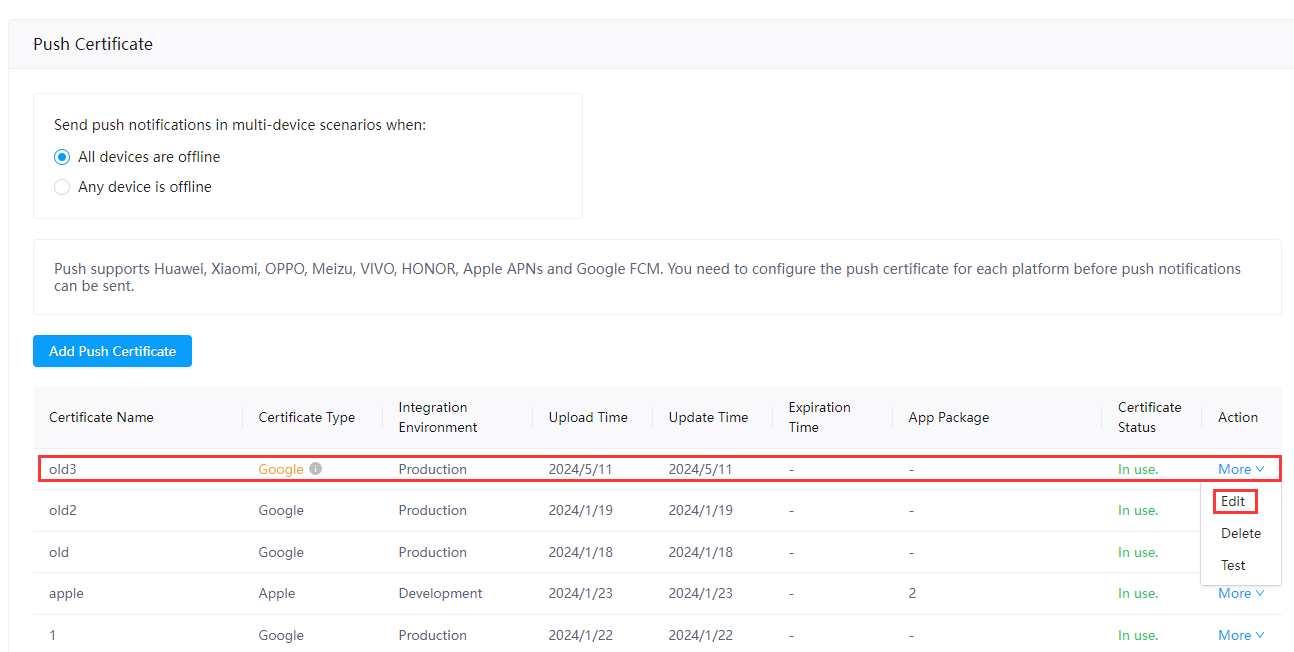 Push Certificate
Send push notifications in multi-device scenarios when:
All devices are offline
Any device is offline
Push supports Huawei, Xiaomi, OPPO, Meizu, VIVO, HONOR, Apple APNs and Google FCM. You need to configure the push certificate for each platform before push notifications
can be sent.
Add Push Certificate
Certificate Name Certificate Type Integration Environment Upload Time Update Time Expiration Time App Package Certificate Status Action
old3 Google Production 2024/5/11 2024/5/11 - - In use. More
Edit
old2 Google Production 2024/1/19 2024/1/19 - - In use.
Delete
old Google Production 2024/1/18 2024/1/18 - - In use.
Test
apple Apple Development 2024/1/23 2024/1/23 - 2 In use. More
1 Google Production 2024/1/22 2024/1/22 - - In use. More